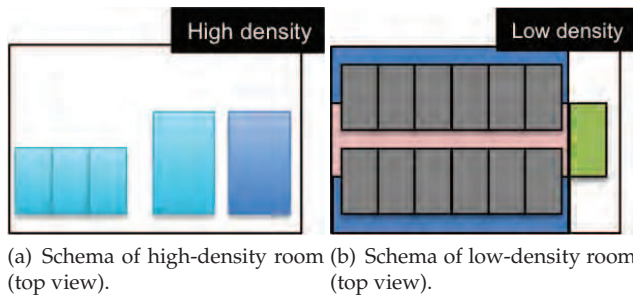 High density
Low density
(a) Schema of high-density room
(top view).
(b) Schema of low-density room
(top view).